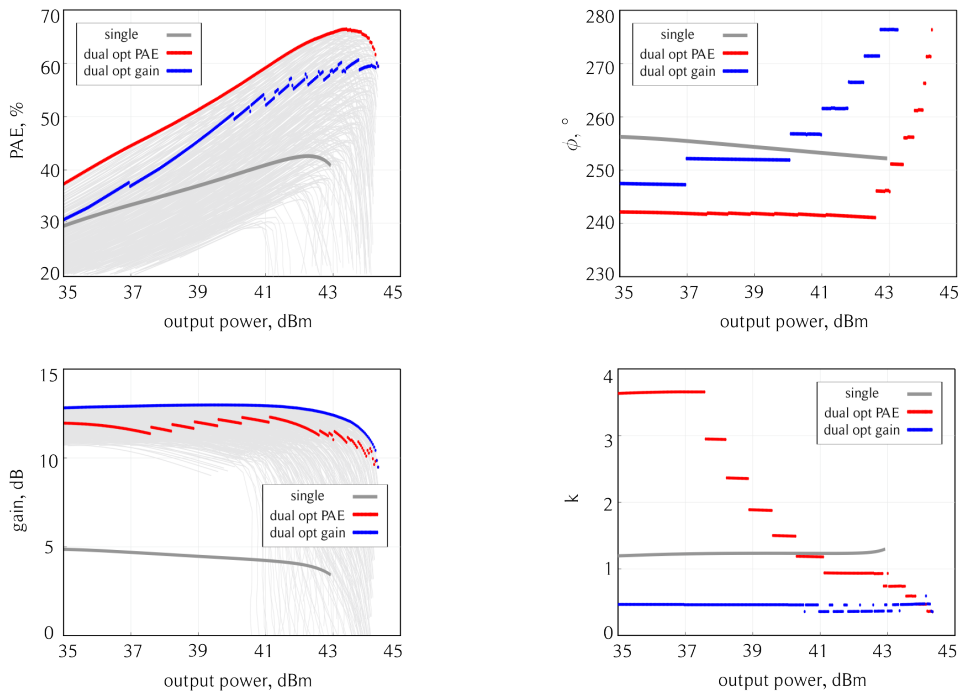 70
60
50
40
30
20
PAE, %
single
dual opt PAE
dual opt gain
35 37 39 41 43 45
output power, dBm
280
270
260
250
240
230
ϕ, °
single
dual opt PAE
dual opt gain
35 37 39 41 43 45
output power, dBm
15
10
5
0
gain, dB
single
dual opt PAE
dual opt gain
35 37 39 41 43 45
output power, dBm
4
3
2
1
0
k
single
dual opt PAE
dual opt gain
35 37 39 41 43 45
output power, dBm